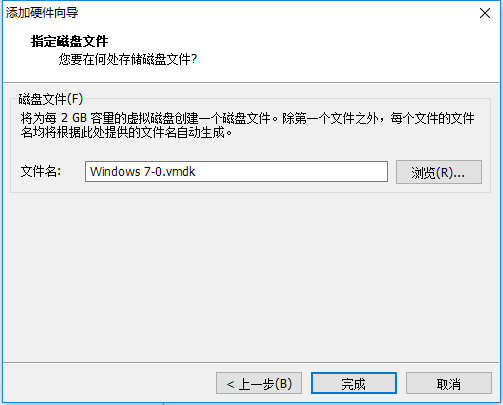 添加硬件向导
指定磁盘文件
您要在何处存储磁盘文件?
磁盘文件(F)
将为每 2 GB 容里的虚拟磁盘创建一个磁盘文件。除第一个文件之外，每个文件的文件
名均将根据此处提供的文件名自动生成。
文件名:
Windows 7-0.vmdk
浏览(R)...
< 上一步(B)
完成
取消